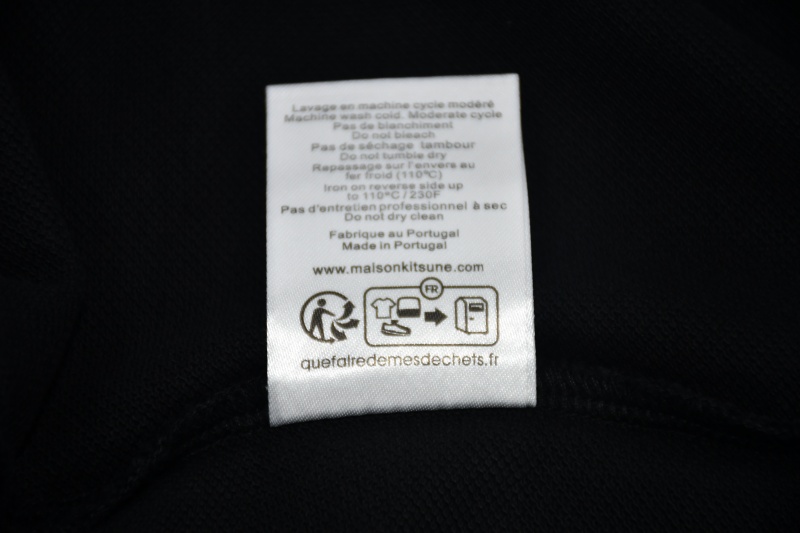 Lavage en machine cycle modéré
Machine wash cold. Moderate cycle
Pas de blanchiment
Do not bleach
Pas de séchage tambour
Do not tumble dry
Repassage sur l'envers au
fer froid (110°C)
Iron on reverse side up
to 110°C / 230F
Pas d'entretien professionnel à sec
Do not dry clean
Fabrique au Portugal
Made in Portugal
www.maisonkitsune.com
FR
quefairedemesdechets.fr